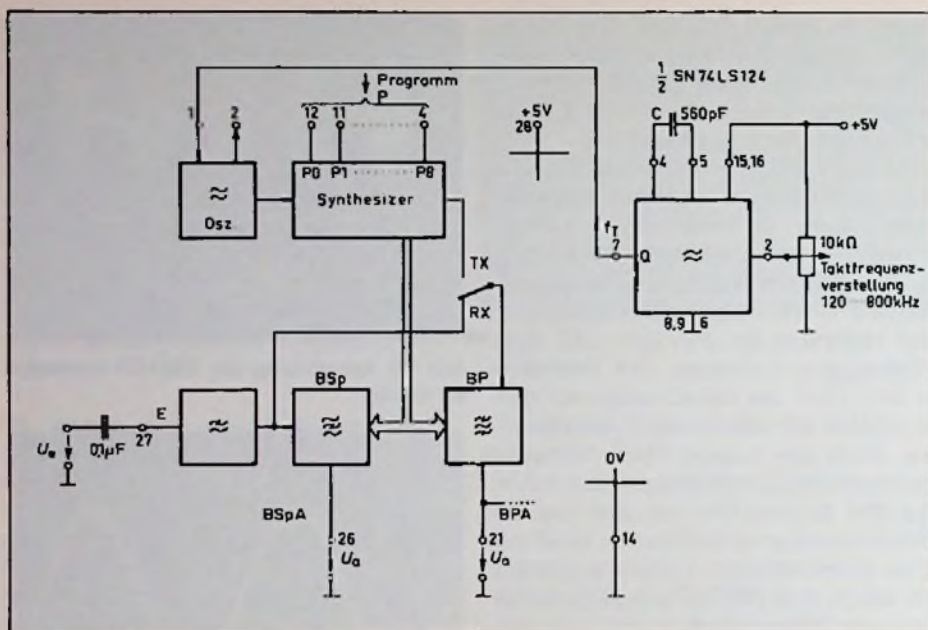 1/2 SN74LS124
Programm
P
1 2
12 11 4
+5V
28
C 560pF
4 5 15,16
+5V
P0 P1 P8
Osz
Synthesizer
fT
7
Q
2
10kΩ
Taktfrequenz-
verstellung
120 800kHz
8,9 6
TX
RX
BSp
BP
E
27
0,1µF
Ue
0V
BSpA
BPA
26
21
14
Ua
Ua